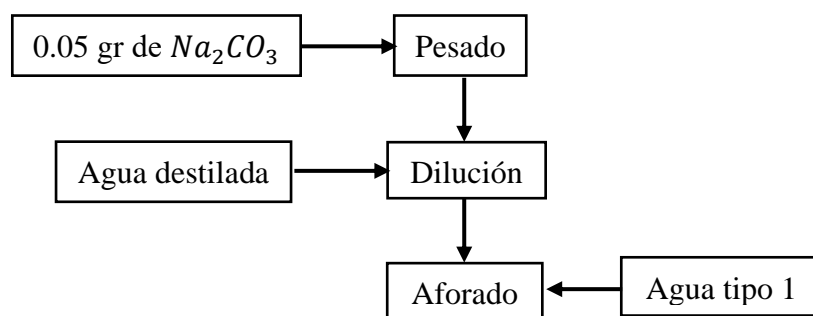 0.05 gr de Na₂CO₃
Pesado
Agua destilada
Dilución
Aforado
Agua tipo 1